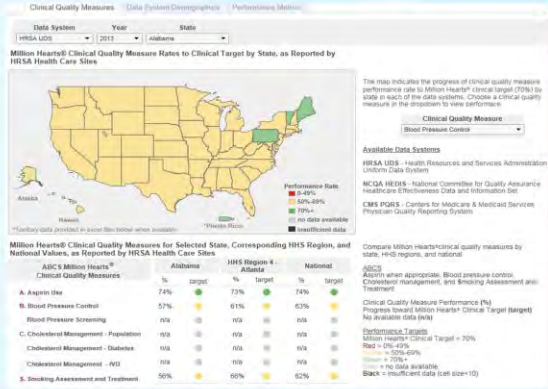 Clinical Quality Measures Data System Demographics Performance Metrics
Data System Year State
HRSA UDS 2013 Alabama
Million Hearts® Clinical Quality Measure Rates to Clinical Target by State, as Reported by
HRSA Health Care Sites
The map indicates the progress of clinical quality measure
performance rate to Million Hearts® clinical target (70%) by
state in each of the data systems. Choose a clinical quality
measure in the dropdown to view performace.
Clinical Quality Measure
Blood Pressure Control
Available Data Systems
HRSA UDS - Health Resources and Services Administration
Uniform Data System
NCQA HEDIS - National Committee for Quality Assurance
Healthcare Effectiveness Data and Information Set
CMS PQRS - Centers for Medicare & Medicaid Services
Physician Quality Reporting System
Alaska
Hawaii
*Puerto Rico
Performance Rate
0-49%
50%-69%
70%+
no data available
insufficient data
*Territory data provided in excel files below when available
Million Hearts® Clinical Quality Measures for Selected State, Corresponding HHS Region, and
National Values, as Reported by HRSA Health Care Sites
ABCS Million Hearts® Clinical Quality Measures
Alabama
HHS Region 4 - Atlanta
National
% target % target % target
A. Aspirin Use 74% 73% 74%
B. Blood Pressure Control 57% 61% 63%
Blood Pressure Screening n/a n/a n/a
C. Cholesterol Management - Population n/a n/a n/a
Cholesterol Management - Diabetes n/a n/a n/a
Cholesterol Management - IVD n/a n/a n/a
S. Smoking Assessment and Treatment 56% 66% 62%
Compare Million Hearts®clinical quality measures by
state, HHS regions, and national
ABCS
Aspirin when appropriate, Blood pressure control,
Cholesterol management, and Smoking Assessment and
Treatment
Clinical Quality Measure Performance (%)
Progress toward Million Hearts® Clinical Target (target)
No available data (n/a)
Performance Targets
Million Hearts® Clinical Target = 70%
Red = 0%-49%
= 50%-69%
= 70%+
= no data available
Black = insufficient data (cell size<10)